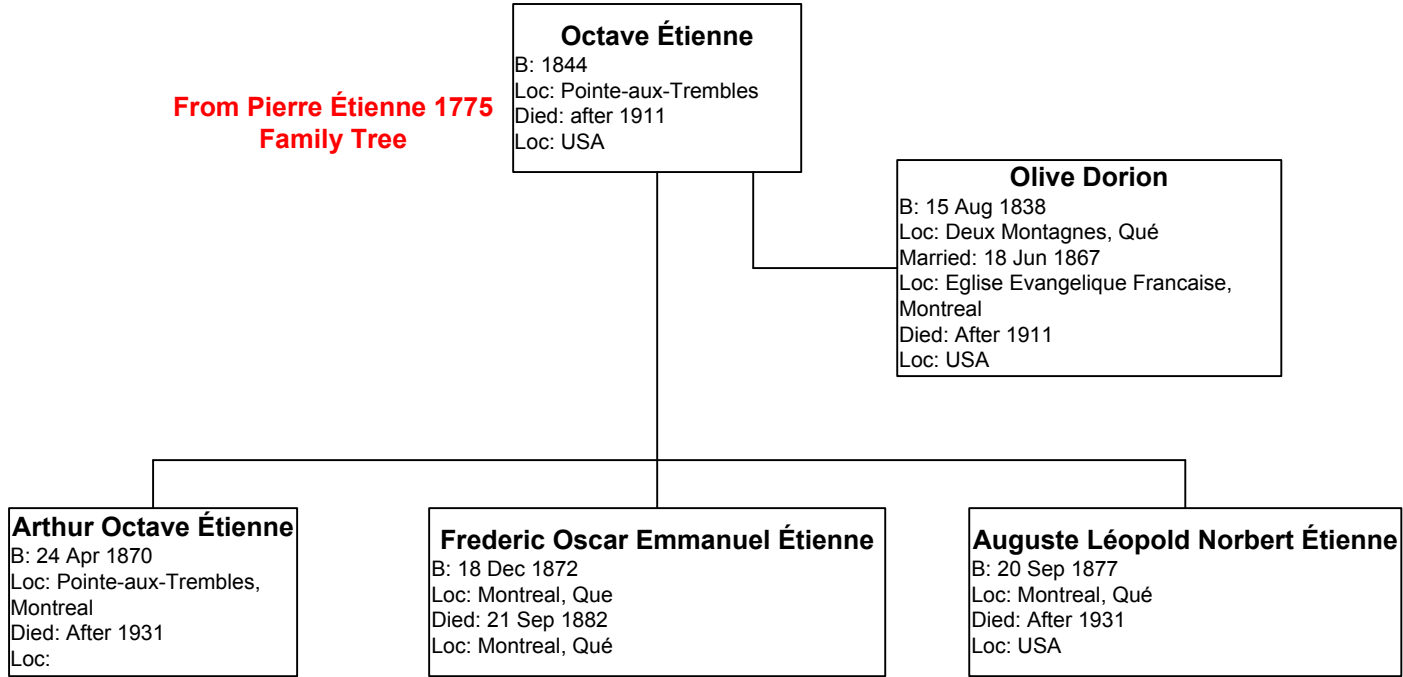 Octave Étienne
B: 1844
Loc: Pointe-aux-Trembles
Died: after 1911
Loc: USA
From Pierre Étienne 1775
Family Tree
Olive Dorion
B: 15 Aug 1838
Loc: Deux Montagnes, Qué
Married: 18 Jun 1867
Loc: Eglise Evangelique Francaise,
Montreal
Died: After 1911
Loc: USA
Arthur Octave Étienne
B: 24 Apr 1870
Loc: Pointe-aux-Trembles,
Montreal
Died: After 1931
Loc:
Frederic Oscar Emmanuel Étienne
B: 18 Dec 1872
Loc: Montreal, Que
Died: 21 Sep 1882
Loc: Montreal, Qué
Auguste Léopold Norbert Étienne
B: 20 Sep 1877
Loc: Montreal, Qué
Died: After 1931
Loc: USA